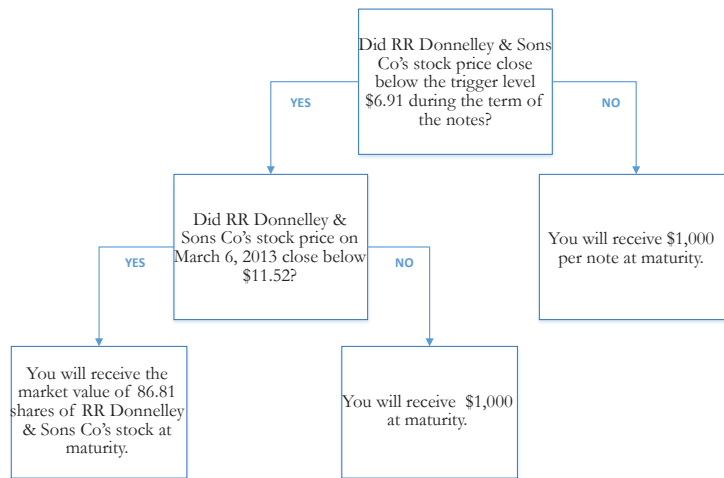 Did RR Donnelley & Sons
Co's stock price close
below the trigger level
$6.91 during the term of
the notes?
YES
NO
Did RR Donnelley &
Sons Co's stock price on
March 6, 2013 close below
$11.52?
You will receive $1,000
per note at maturity.
YES
NO
You will receive the
market value of 86.81
shares of RR Donnelley
& Sons Co's stock at
maturity.
You will receive $1,000
at maturity.